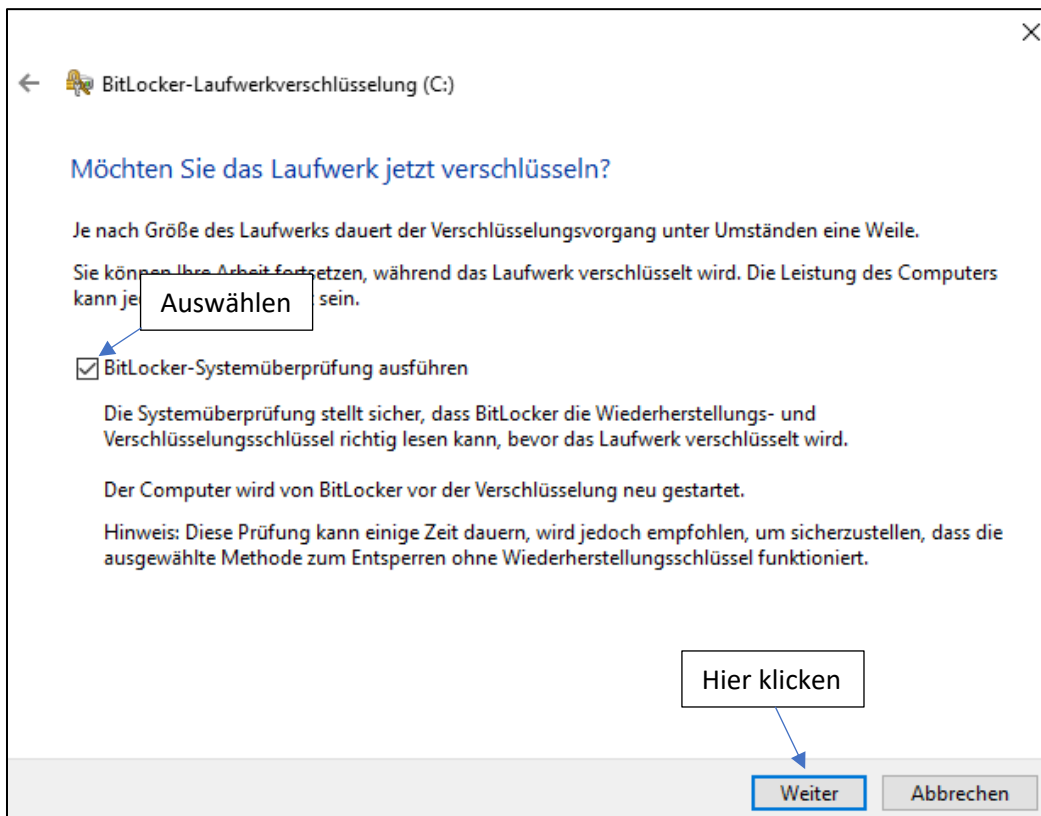 BitLocker-Laufwerkverschlüsselung (C:)
Möchten Sie das Laufwerk jetzt verschlüsseln?
Je nach Größe des Laufwerks dauert der Verschlüsselungsvorgang unter Umständen eine Weile.
Sie können Ihre Arbeit fortsetzen, während das Laufwerk verschlüsselt wird. Die Leistung des Computers
kann sein.
Auswählen
BitLocker-Systemüberprüfung ausführen
Die Systemüberprüfung stellt sicher, dass BitLocker die Wiederherstellungs- und
Verschlüsselungsschlüssel richtig lesen kann, bevor das Laufwerk verschlüsselt wird.
Der Computer wird von BitLocker vor der Verschlüsselung neu gestartet.
Hinweis: Diese Prüfung kann einige Zeit dauern, wird jedoch empfohlen, um sicherzustellen, dass die
ausgewählte Methode zum Entsperren ohne Wiederherstellungsschlüssel funktioniert.
Hier klicken
Weiter Abbrechen